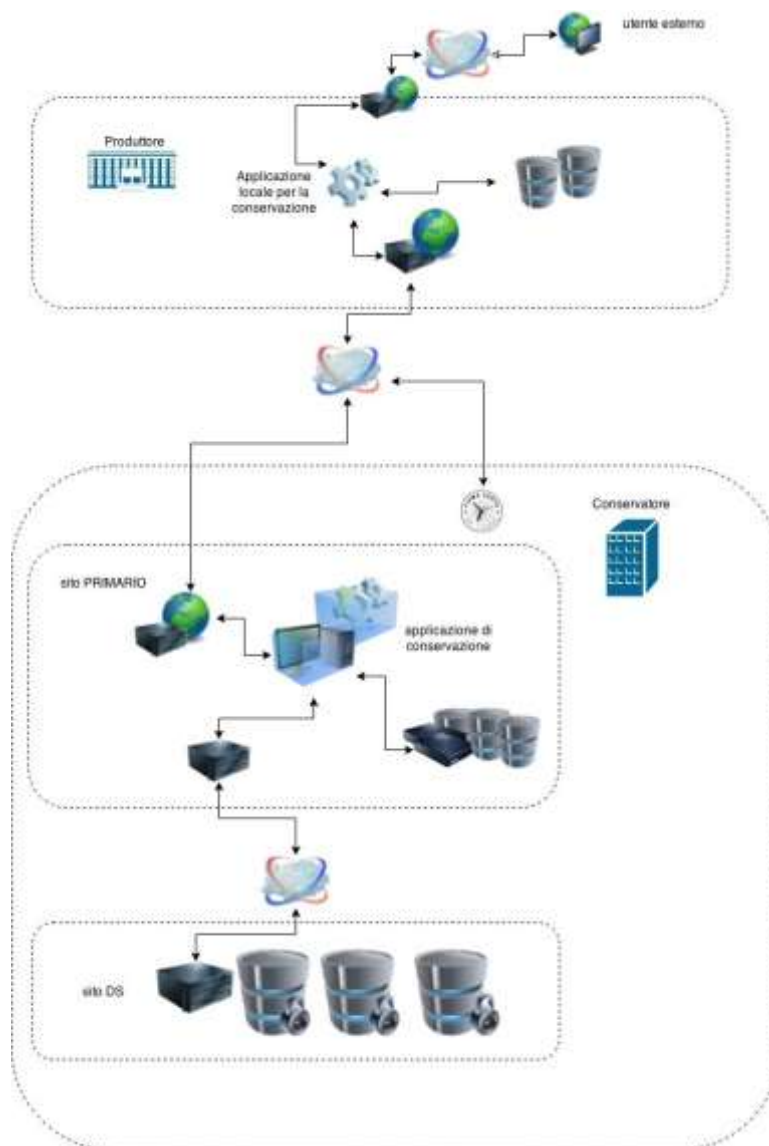 utente esterno
Produttore
Applicazione
locale per la
conservazione
Conservatore
sito PRIMARIO
applicazione di
conservazione
sito DS